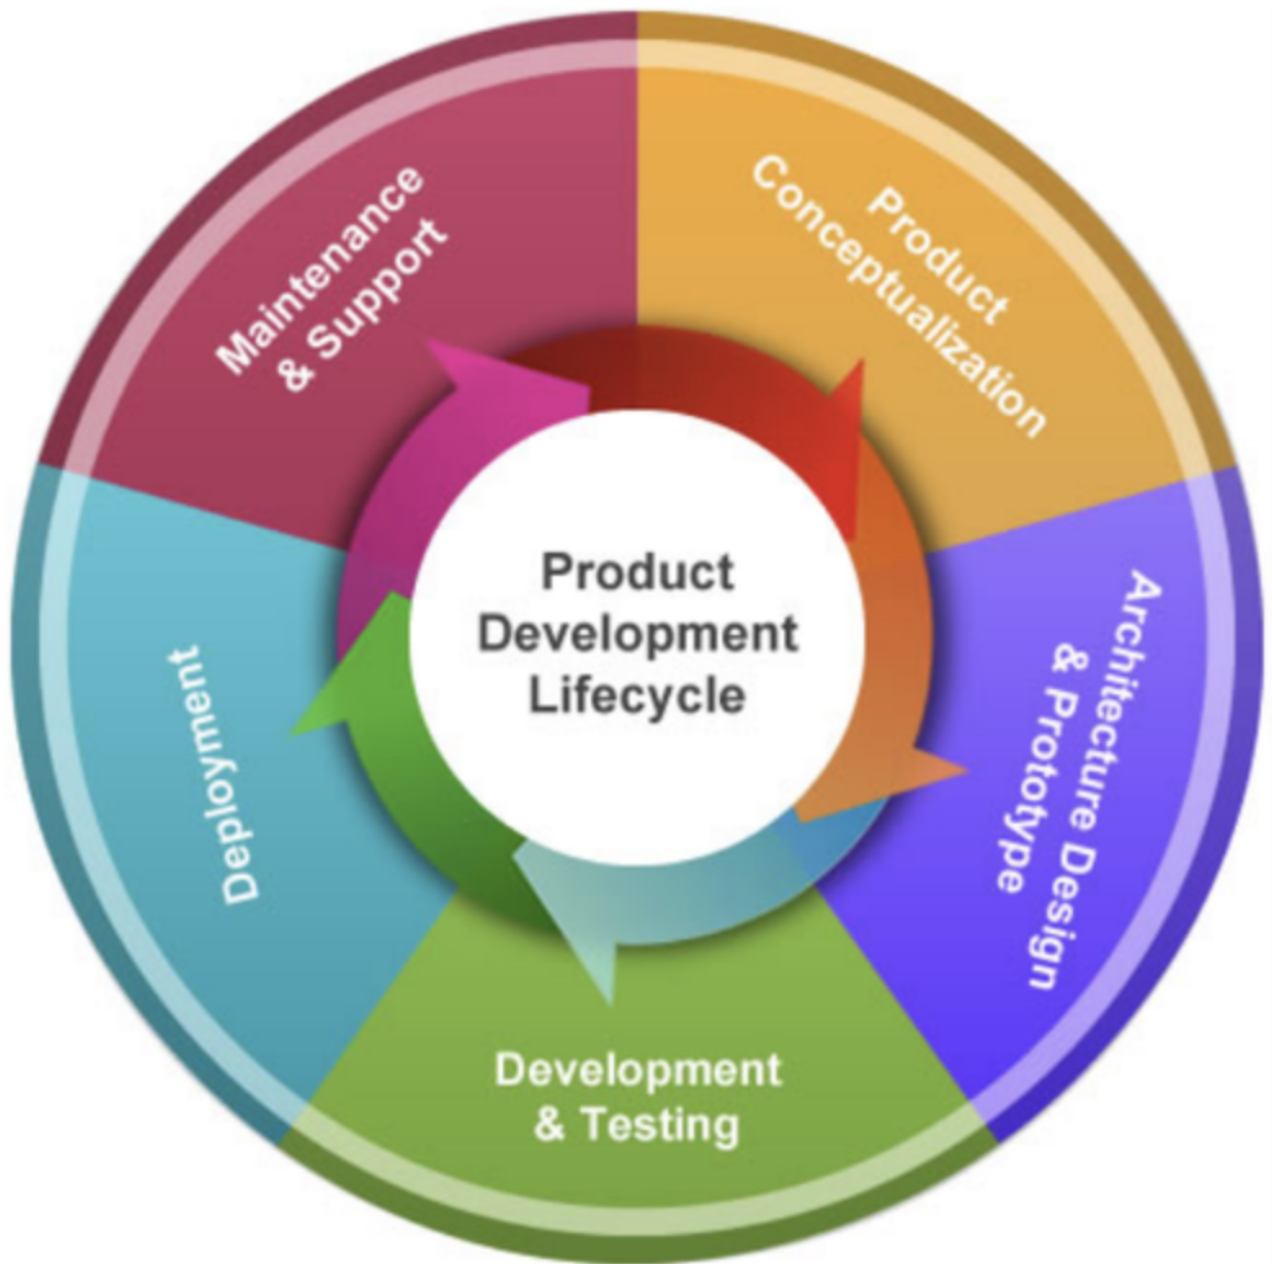 Product
Conceptualization
Architecture Design
& Prototype
Development
& Testing
Deployment
Maintenance
& Support
Product
Development
Lifecycle